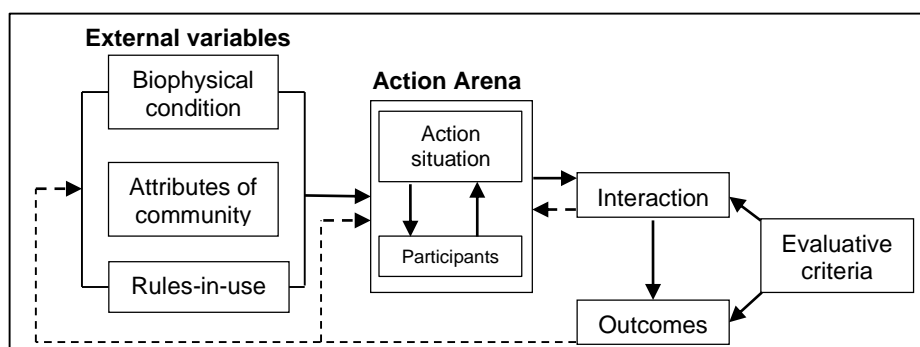 External variables
Biophysical
condition
Attributes of
community
Rules-in-use
Action Arena
Action
situation
Participants
Interaction
Outcomes
Evaluative
criteria